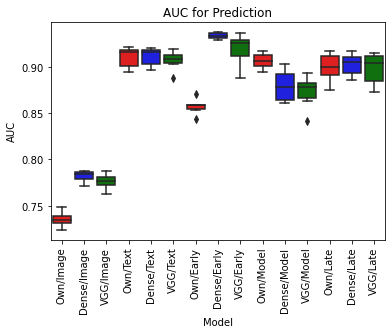 AUC for Prediction
AUC
0.90
0.85
0.80
0.75
Own/Image
Dense/Image
VGG/Image
Own/Text
Dense/Text
VGG/Text
Own/Early
Dense/Early
VGG/Early
Own/Model
Dense/Model
VGG/Model
Own/Late
Dense/Late
VGG/Late
Model